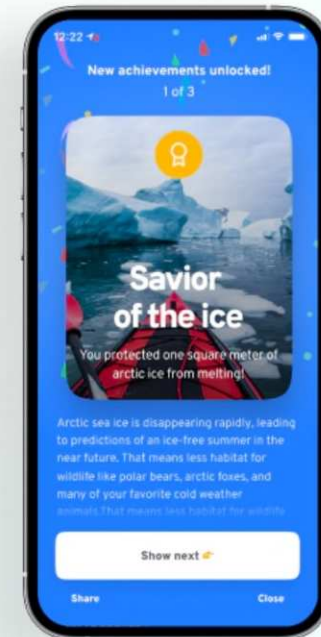 12:22
New achievements unlocked!
1 of 3
Savior
of the ice
You protected one square meter of
arctic ice from melting!
Arctic sea ice is disappearing rapidly, leading
to predictions of an ice-free summer in the
near future. That means less habitat for
wildlife like polar bears, arctic foxes, and
many of your favorite cold weather
animals.That means less habitat for wildlife
Show next 👉
Share
Close